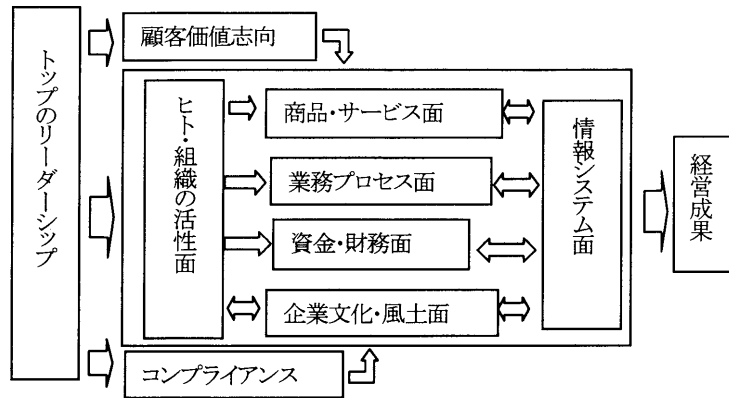 トップのリーダーシップ
顧客価値志向
ヒト・組織の活性面
商品・サービス面
業務プロセス面
資金・財務面
企業文化・風土面
情報システム面
経営成果
コンプライアンス